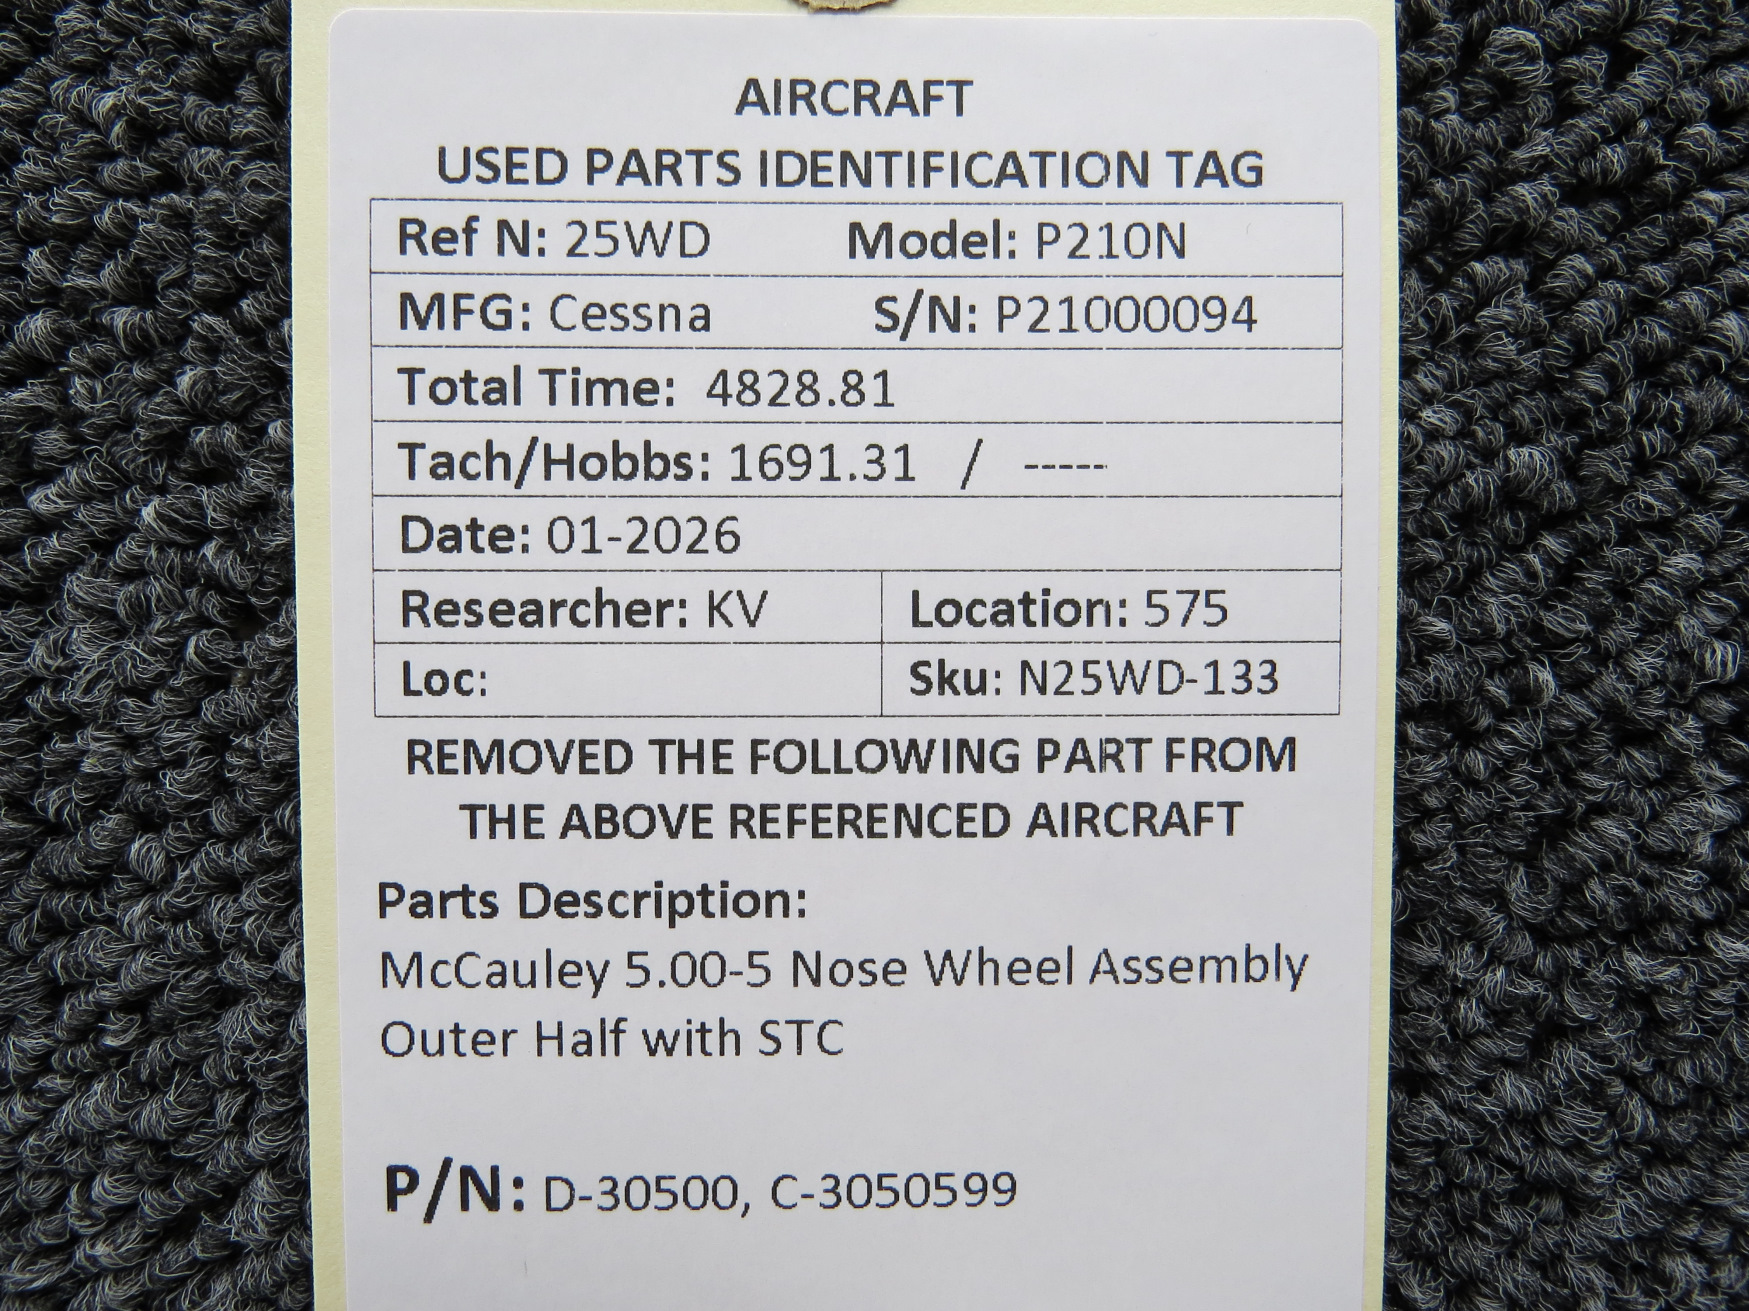 AIRCRAFT
USED PARTS IDENTIFICATION TAG
Ref N: 25WD Model: P210N
MFG: Cessna S/N: P21000094
Total Time: 4828.81
Tach/Hobbs: 1691.31 / -----
Date: 01-2026
Researcher: KV Location: 575
Loc: Sku: N25WD-133
REMOVED THE FOLLOWING PART FROM
THE ABOVE REFERENCED AIRCRAFT
Parts Description:
McCauley 5.00-5 Nose Wheel Assembly
Outer Half with STC
P/N: D-30500, C-3050599